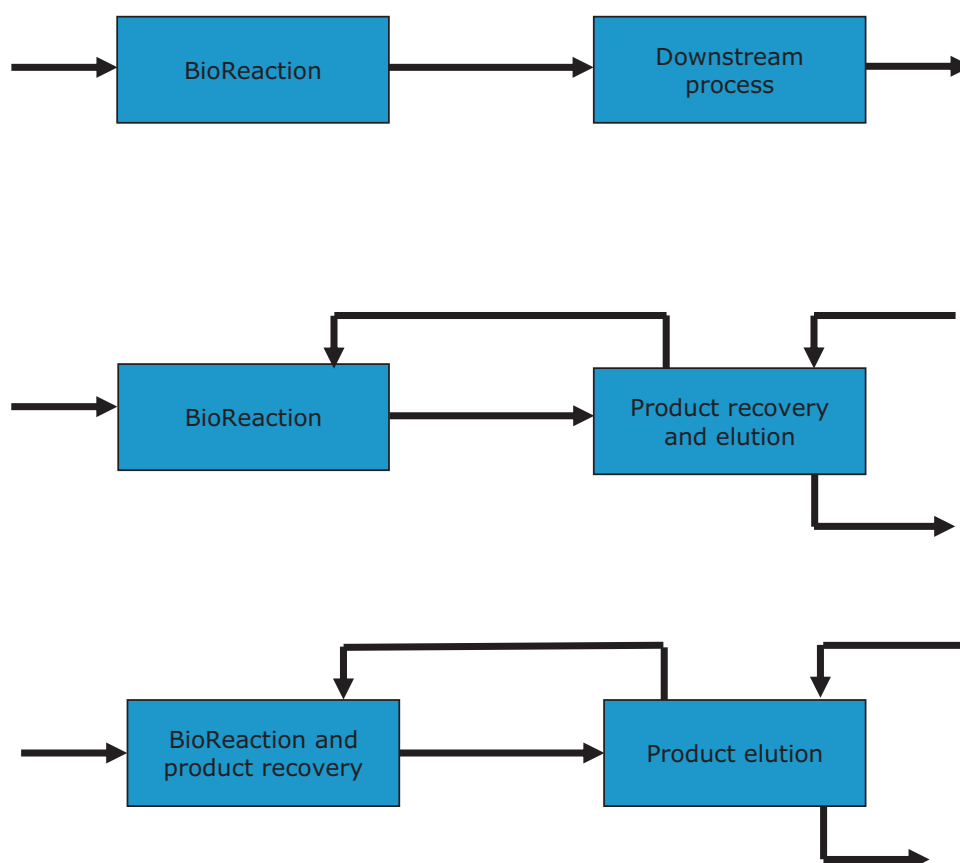 BioReaction
Downstream
process
BioReaction
Product recovery
and elution
BioReaction and
product recovery
Product elution